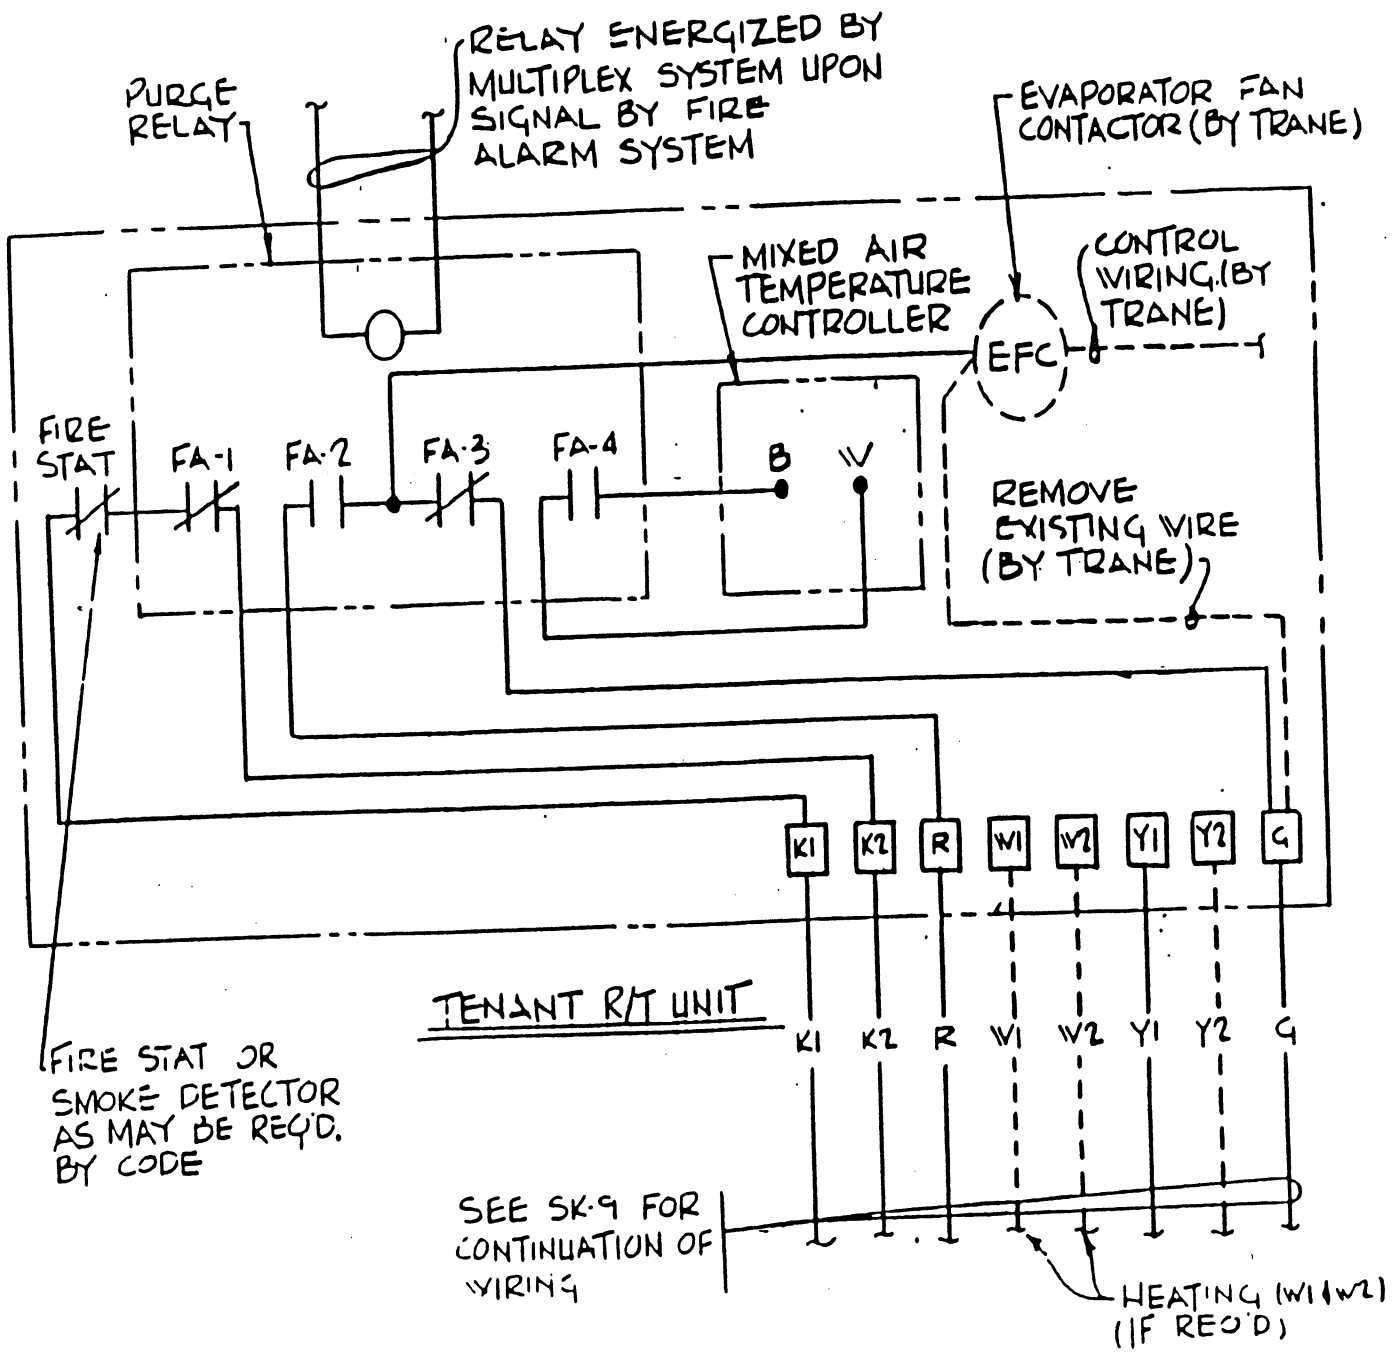 RELAY ENERGIZED BY
MULTIPLEX SYSTEM UPON
SIGNAL BY FIRE
ALARM SYSTEM
PURGE
RELAY
EVAPORATOR FAN
CONTACTOR (BY TRANE)
MIXED AIR
TEMPERATURE
CONTROLLER
CONTROL
WIRING.(BY
TRANE)
EFC
FIRE
STAT
FA-1
FA-2
FA-3
FA-4
B
W
REMOVE
EXISTING WIRE
(BY TRANE)
K1
K2
R
W1
W2
Y1
Y2
G
TENANT R/T UNIT
K1
K2
R
W1
W2
Y1
Y2
G
FIRE STAT OR
SMOKE DETECTOR
AS MAY BE REQ'D.
BY CODE
SEE SK-9 FOR
CONTINUATION OF
WIRING
HEATING (W1&W2)
(IF REQ'D)